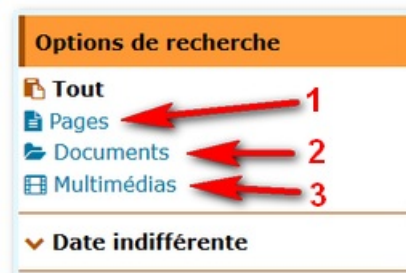 Options de recherche
Tout
Pages
1
Documents
2
Multimédias
3
Date indifférente